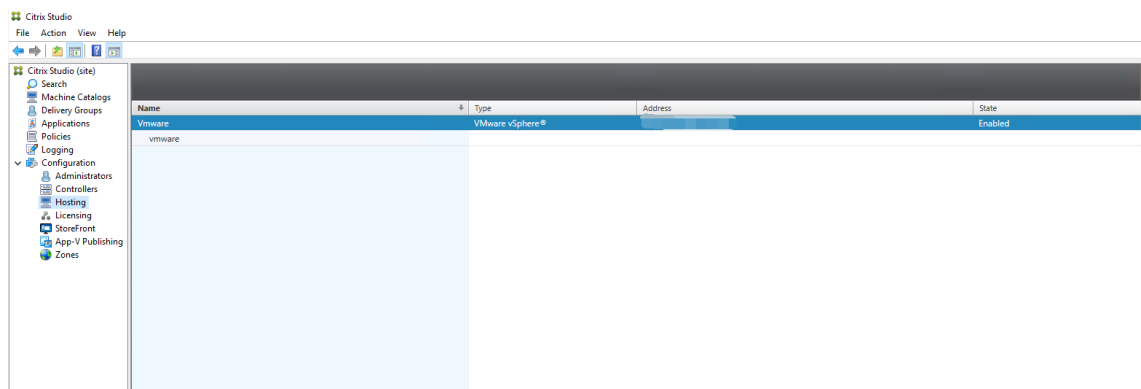 Citrix Studio
File Action View Help
Citrix Studio (site)
Search
Machine Catalogs
Delivery Groups
Applications
Policies
Logging
Configuration
Administrators
Controllers
Hosting
Licensing
StoreFront
App-V Publishing
Zones
Name Type Address State
Vmware VMware vSphere® Enabled
vmware